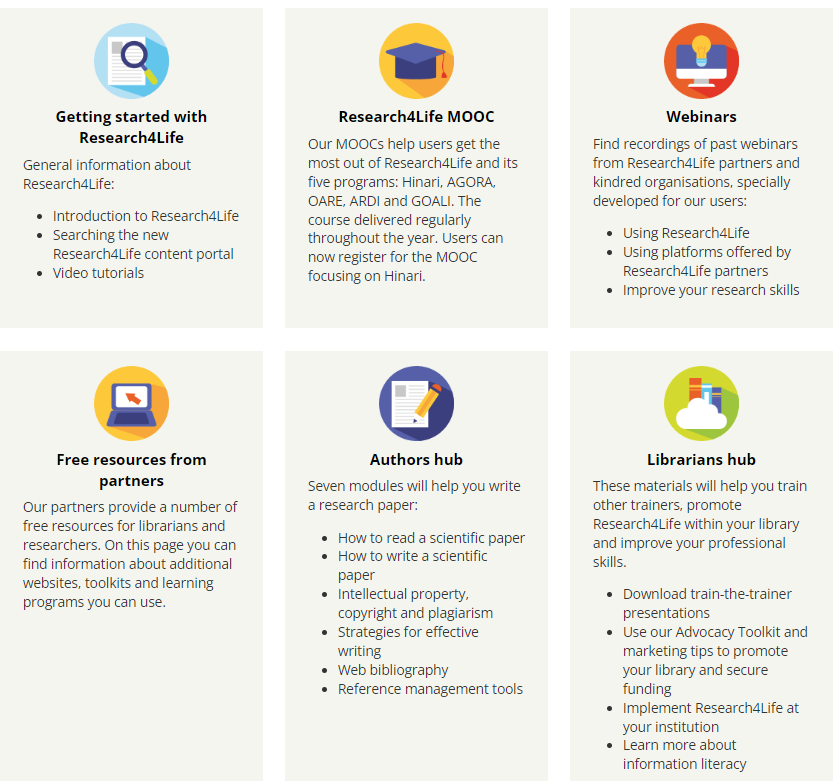 Getting started with
Research4Life
General information about
Research4Life:
• Introduction to Research4Life
• Searching the new
Research4Life content portal
• Video tutorials
Research4Life MOOC
Our MOOCs help users get the
most out of Research4Life and its
five programs: Hinari, AGORA,
OARE, ARDI and GOALI. The
course delivered regularly
throughout the year. Users can
now register for the MOOC
focusing on Hinari.
Webinars
Find recordings of past webinars
from Research4Life partners and
kindred organisations, specially
developed for our users:
• Using Research4Life
• Using platforms offered by
Research4Life partners
• Improve your research skills
Free resources from
partners
Our partners provide a number of
free resources for librarians and
researchers. On this page you can
find information about additional
websites, toolkits and learning
programs you can use.
Authors hub
Seven modules will help you write
a research paper:
• How to read a scientific paper
• How to write a scientific
paper
• Intellectual property,
copyright and plagiarism
• Strategies for effective
writing
• Web bibliography
• Reference management tools
Librarians hub
These materials will help you train
other trainers, promote
Research4Life within your library
and improve your professional
skills.
• Download train-the-trainer
presentations
• Use our Advocacy Toolkit and
marketing tips to promote
your library and secure
funding
• Implement Research4Life at
your institution
• Learn more about
information literacy